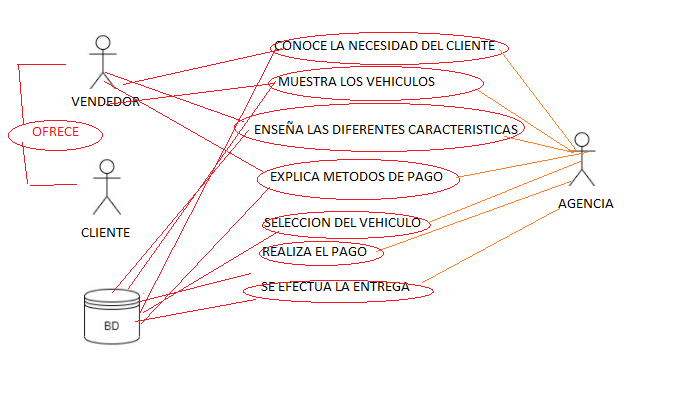 CONOCE LA NECESIDAD DEL CLIENTE
MUESTRA LOS VEHICULOS
VENDEDOR
OFRECE
ENSEÑA LAS DIFERENTES CARACTERISTICAS
EXPLICA METODOS DE PAGO
AGENCIA
SELECCION DEL VEHICULO
CLIENTE
REALIZA EL PAGO
SE EFECTUA LA ENTREGA
BD